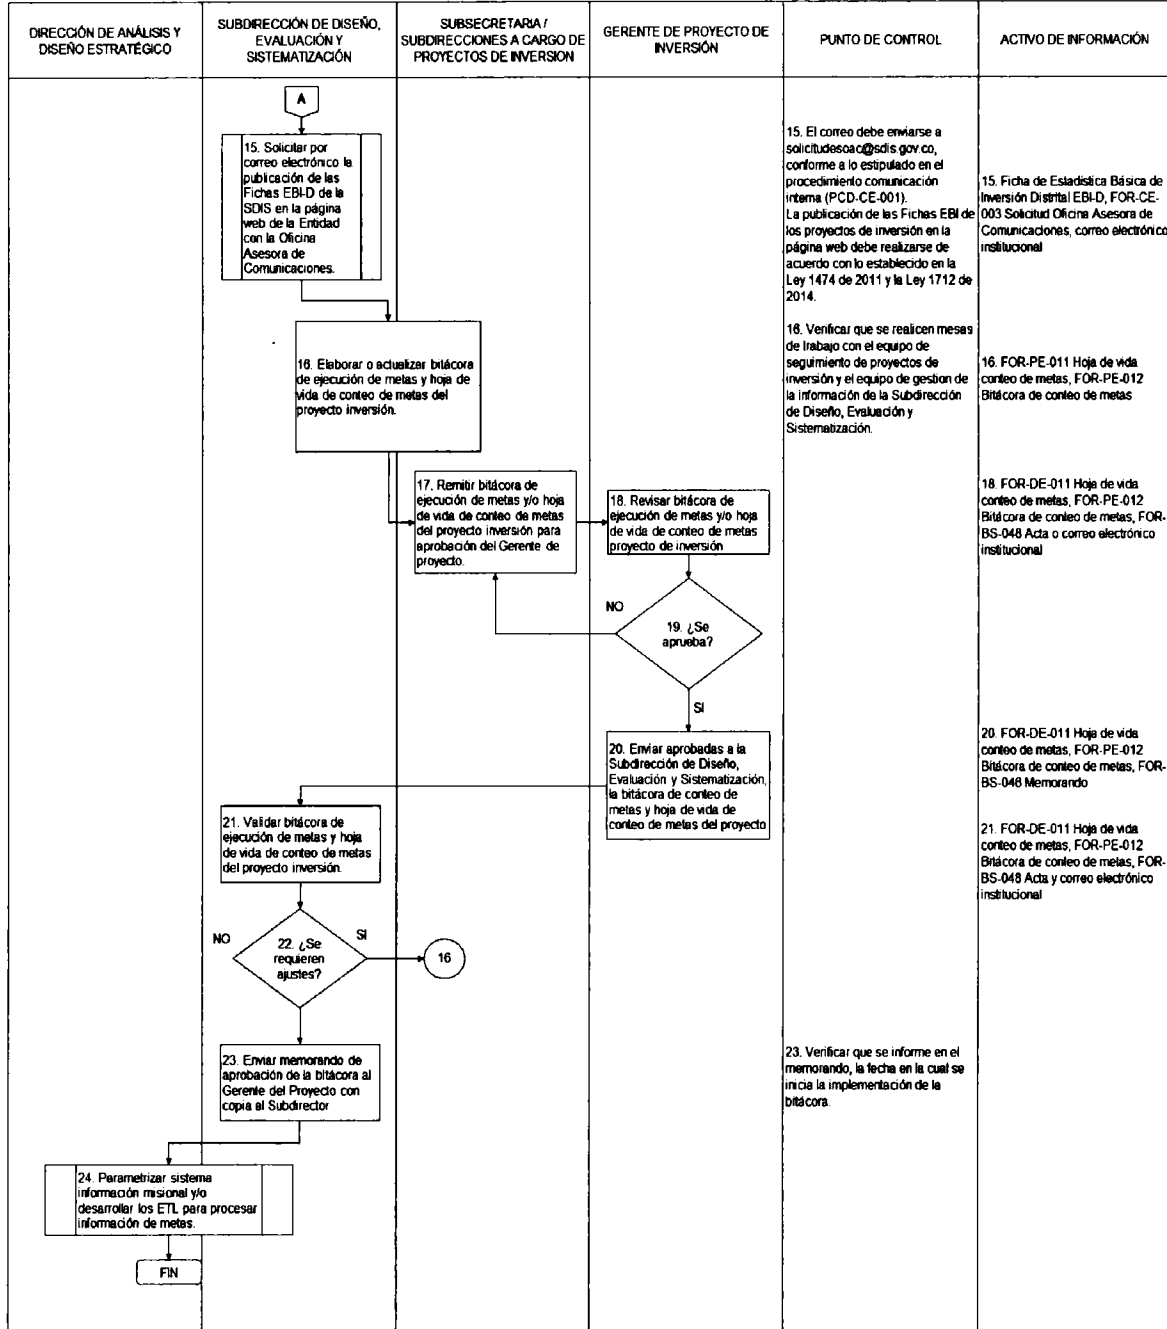 DIRECCIÓN DE ANÁLISIS Y
DISEÑO ESTRATÉGICO
SUBDIRECCIÓN DE DISEÑO,
EVALUACIÓN Y
SISTEMATIZACIÓN
SUBSECRETARIA /
SUBDIRECCIONES A CARGO DE
PROYECTOS DE INVERSION
GERENTE DE PROYECTO DE
INVERSIÓN
PUNTO DE CONTROL
ACTIVO DE INFORMACIÓN
A
15. Solicitar por
correo electrónico la
publicación de las
Fichas EBI-D de la
SDIS en la página
web de la Entidad
con la Oficina
Asesora de
Comunicaciones.
15. El correo debe enviarse a
solicitudesoac@sdis.gov.co,
conforme a lo estipulado en el
procedimiento comunicación
interna (PCD-CE-001).
La publicación de las Fichas EBI de
los proyectos de inversión en la
página web debe realizarse de
acuerdo con lo establecido en la
Ley 1474 de 2011 y la Ley 1712 de
2014.
15. Ficha de Estadística Básica de
Inversión Distrital EBI-D, FOR-CE-
003 Solicitud Oficina Asesora de
Comunicaciones, correo electrónico
institucional
16. Elaborar o actualizar bitácora
de ejecución de metas y hoja de
vida de conteo de metas del
proyecto inversión.
16. Verificar que se realicen mesas
de trabajo con el equipo de
seguimiento de proyectos de
inversión y el equipo de gestion de
la información de la Subdirección
de Diseño, Evaluación y
Sistematización.
16. FOR-PE-011 Hoja de vida
conteo de metas, FOR-PE-012
Bitácora de conteo de metas
17. Remitir bitácora de
ejecución de metas y/o hoja
de vida de conteo de metas
del proyecto inversión para
aprobación del Gerente de
proyecto.
18. Revisar bitácora de
ejecución de metas y/o hoja
de vida de conteo de metas
proyecto de inversión
18. FOR-DE-011 Hoja de vida
conteo de metas, FOR-PE-012
Bitácora de conteo de metas, FOR-
BS-048 Acta o correo electrónico
institucional
NO
19. ¿Se
aprueba?
SI
20. Enviar aprobadas a la
Subdirección de Diseño,
Evaluación y Sistematización,
la bitácora de conteo de
metas y hoja de vida de
conteo de metas del proyecto
20. FOR-DE-011 Hoja de vida
conteo de metas, FOR-PE-012
Bitácora de conteo de metas, FOR-
BS-046 Memorando
21. Validar bitácora de
ejecución de metas y hoja
de vida de conteo de metas
del proyecto inversión.
21. FOR-DE-011 Hoja de vida
conteo de metas, FOR-PE-012
Bitácora de conteo de metas, FOR-
BS-048 Acta y correo electrónico
institucional
NO
22. ¿Se
requieren
ajustes?
SI
16
23. Enviar memorando de
aprobación de la bitácora al
Gerente del Proyecto con
copia al Subdirector
23. Verificar que se informe en el
memorando, la fecha en la cual se
inicia la implementación de la
bitácora.
24. Parametrizar sistema
información misional y/o
desarrollar los ETL para procesar
información de metas.
FIN